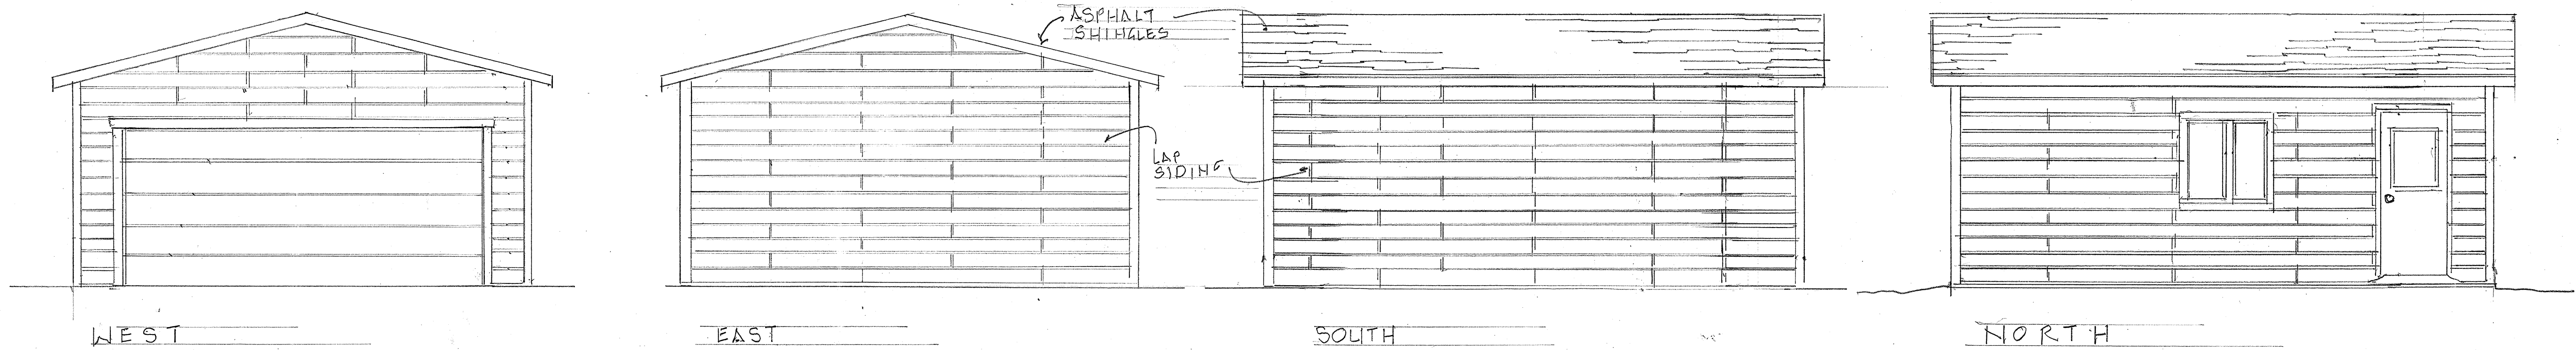 ASPHALT
SHINGLES
LAP
SIDING
WEST
EAST
SOUTH
NORTH